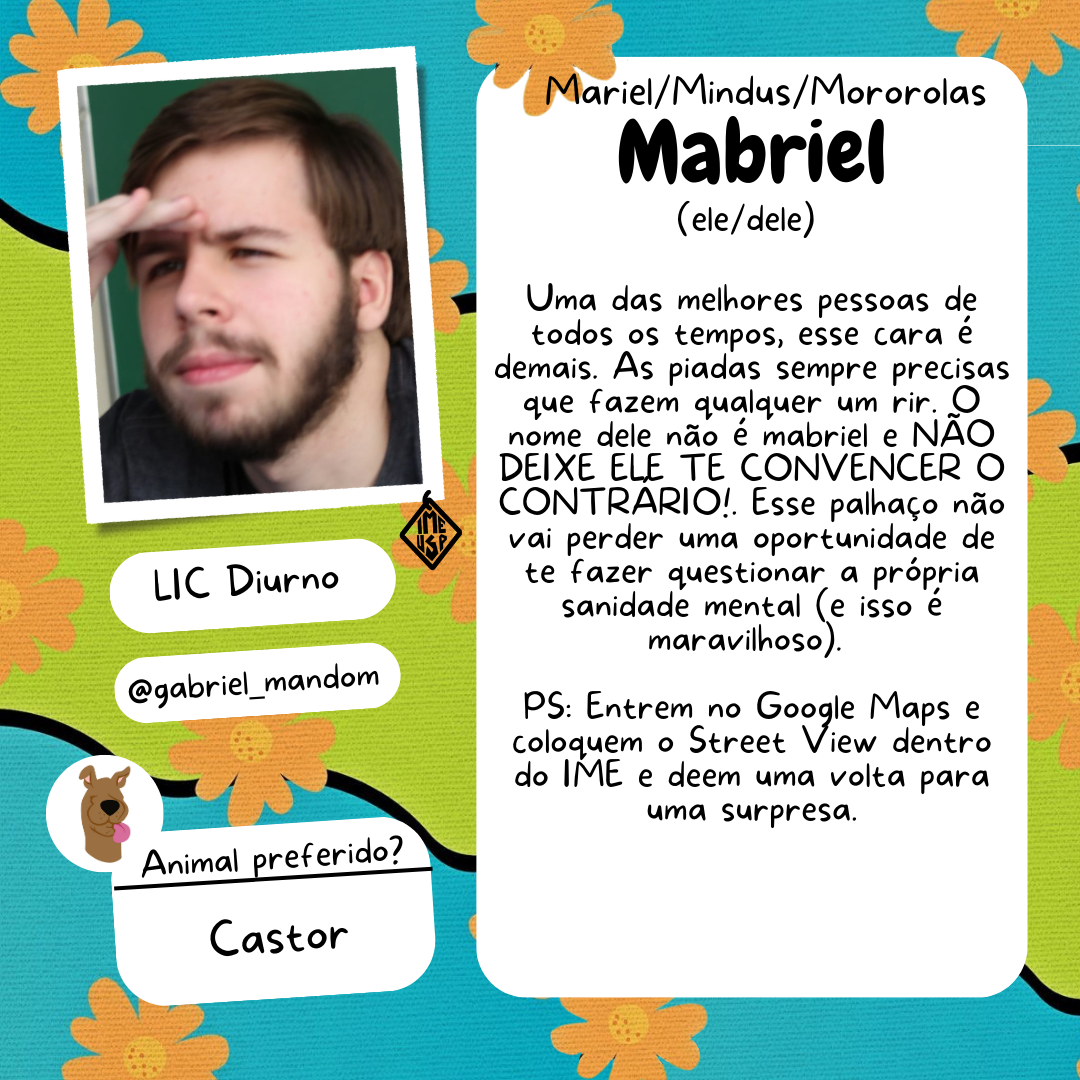 Mariel/Mindus/Mororolas
Mabriel
(ele/dele)
Uma das melhores pessoas de
todos os tempos, esse cara é
demais. As piadas sempre precisas
que fazem qualquer um rir. O
nome dele não é mabriel e NÃO
DEIXE ELE TE CONVENCER O
CONTRÁRIO!. Esse palhaço não
vai perder uma oportunidade de
te fazer questionar a própria
sanidade mental (e isso é
maravilhoso).
PS: Entrem no Google Maps e
coloquem o Street View dentro
do IME e deem uma volta para
uma surpresa.
IME
USP
LIC Diurno
@gabriel_mandom
Animal preferido?
Castor